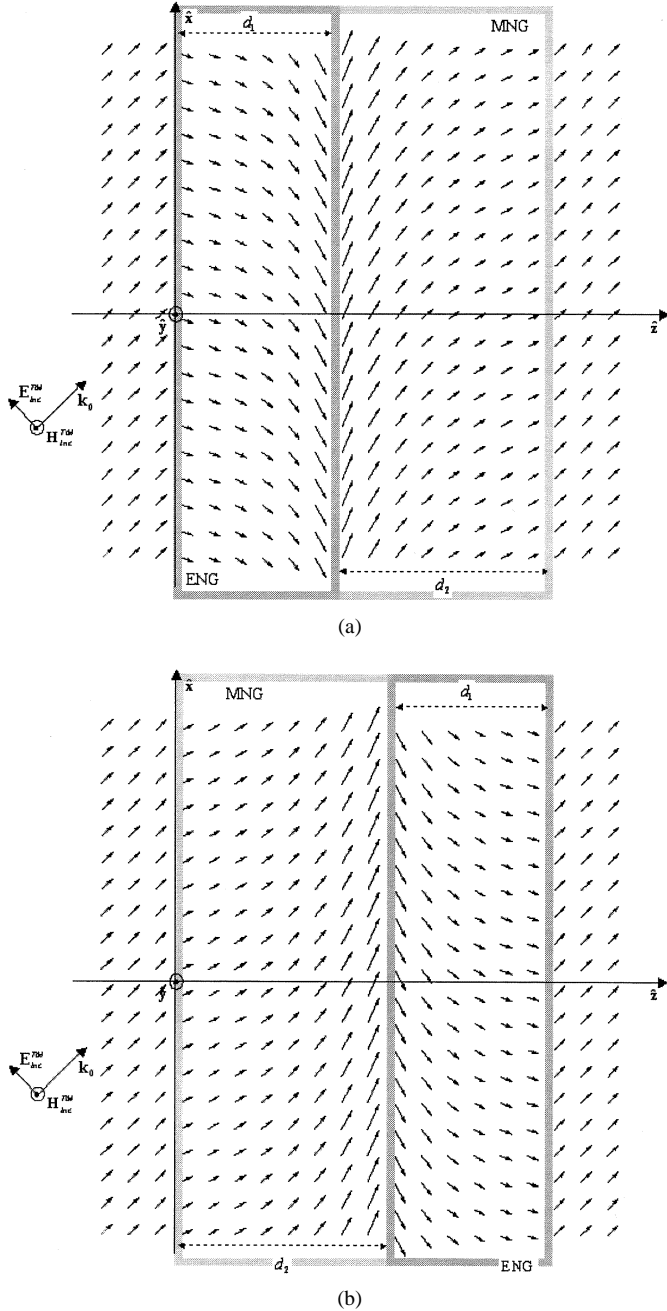 x̂
d₁
MNG
ŷ
ẑ
E_inc^TM
k₀
H_inc^TM
ENG
d₂
(a)
x̂
MNG
d₁
ŷ
ẑ
E_inc^TM
k₀
H_inc^TM
d₂
ENG
(b)